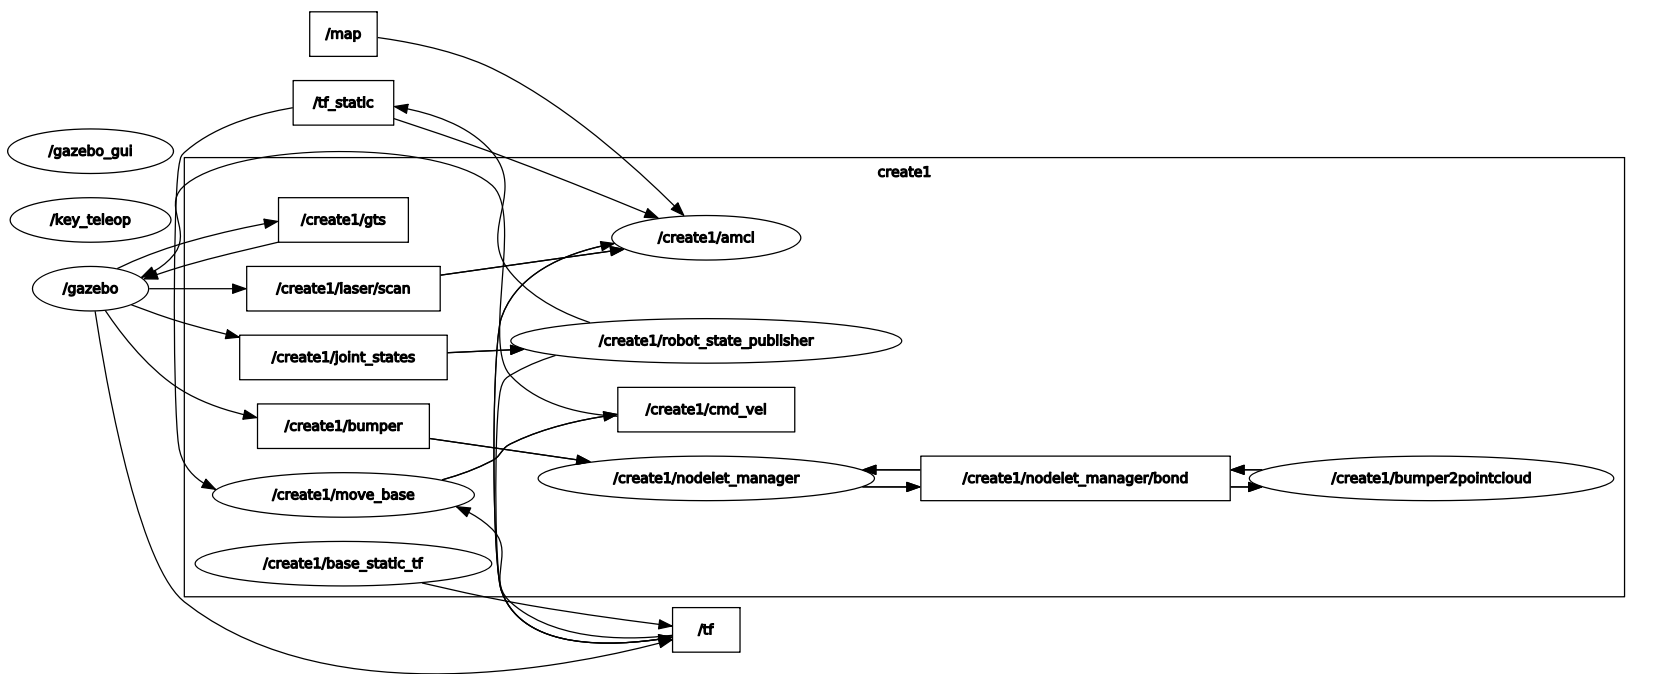 /map
/tf_static
/gazebo_gui
create1
/key_teleop
/create1/gts
/create1/amcl
/gazebo
/create1/laser/scan
/create1/robot_state_publisher
/create1/joint_states
/create1/cmd_vel
/create1/bumper
/create1/nodelet_manager
/create1/nodelet_manager/bond
/create1/bumper2pointcloud
/create1/move_base
/create1/base_static_tf
/tf